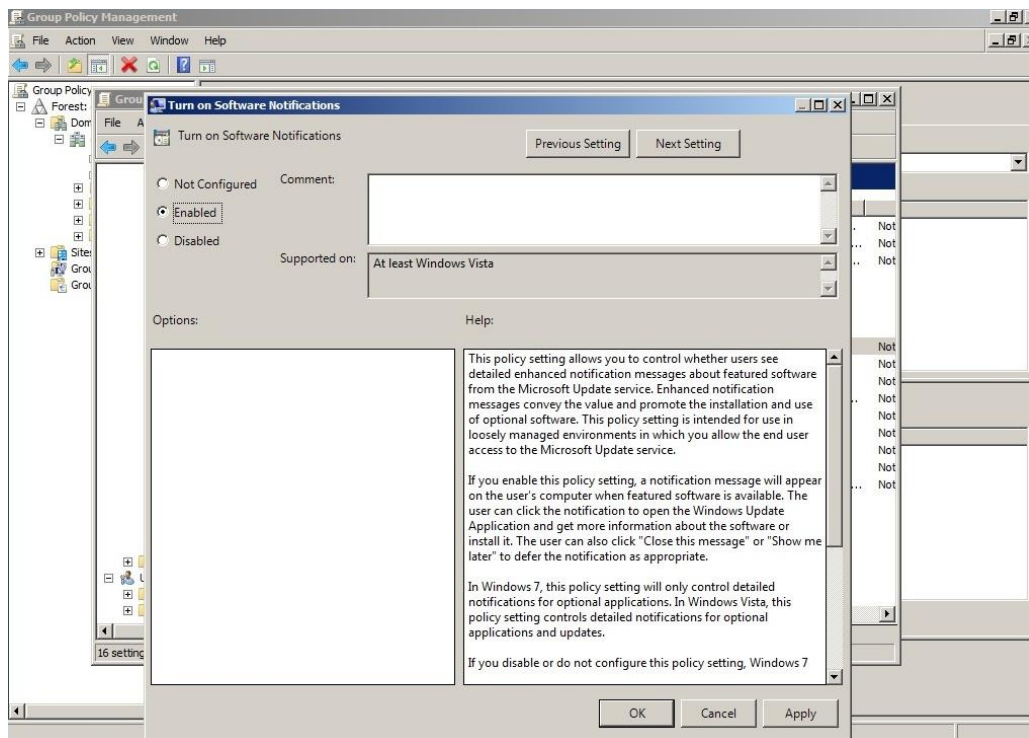 Group Policy Management
File Action View Window Help
Group Policy
Forest:
Dom
Sites
Grou
Grou
Grou
File A
16 setting
Turn on Software Notifications
Turn on Software Notifications
Previous Setting
Next Setting
Not Configured
Enabled
Disabled
Comment:
Supported on:
At least Windows Vista
Options:
Help:
This policy setting allows you to control whether users see
detailed enhanced notification messages about featured software
from the Microsoft Update service. Enhanced notification
messages convey the value and promote the installation and use
of optional software. This policy setting is intended for use in
loosely managed environments in which you allow the end user
access to the Microsoft Update service.
If you enable this policy setting, a notification message will appear
on the user's computer when featured software is available. The
user can click the notification to open the Windows Update
Application and get more information about the software or
install it. The user can also click "Close this message" or "Show me
later" to defer the notification as appropriate.
In Windows 7, this policy setting will only control detailed
notifications for optional applications. In Windows Vista, this
policy setting controls detailed notifications for optional
applications and updates.
If you disable or do not configure this policy setting, Windows 7
OK
Cancel
Apply
. Not
... Not
.. Not
Not
Not
Not
.. Not
Not
Not
Not
Not
... Not